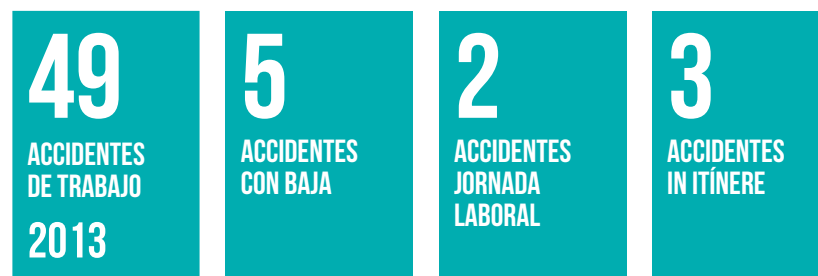 49
ACCIDENTES
DE TRABAJO
2013
5
ACCIDENTES
CON BAJA
2
ACCIDENTES
JORNADA
LABORAL
3
ACCIDENTES
IN ITÍNERE